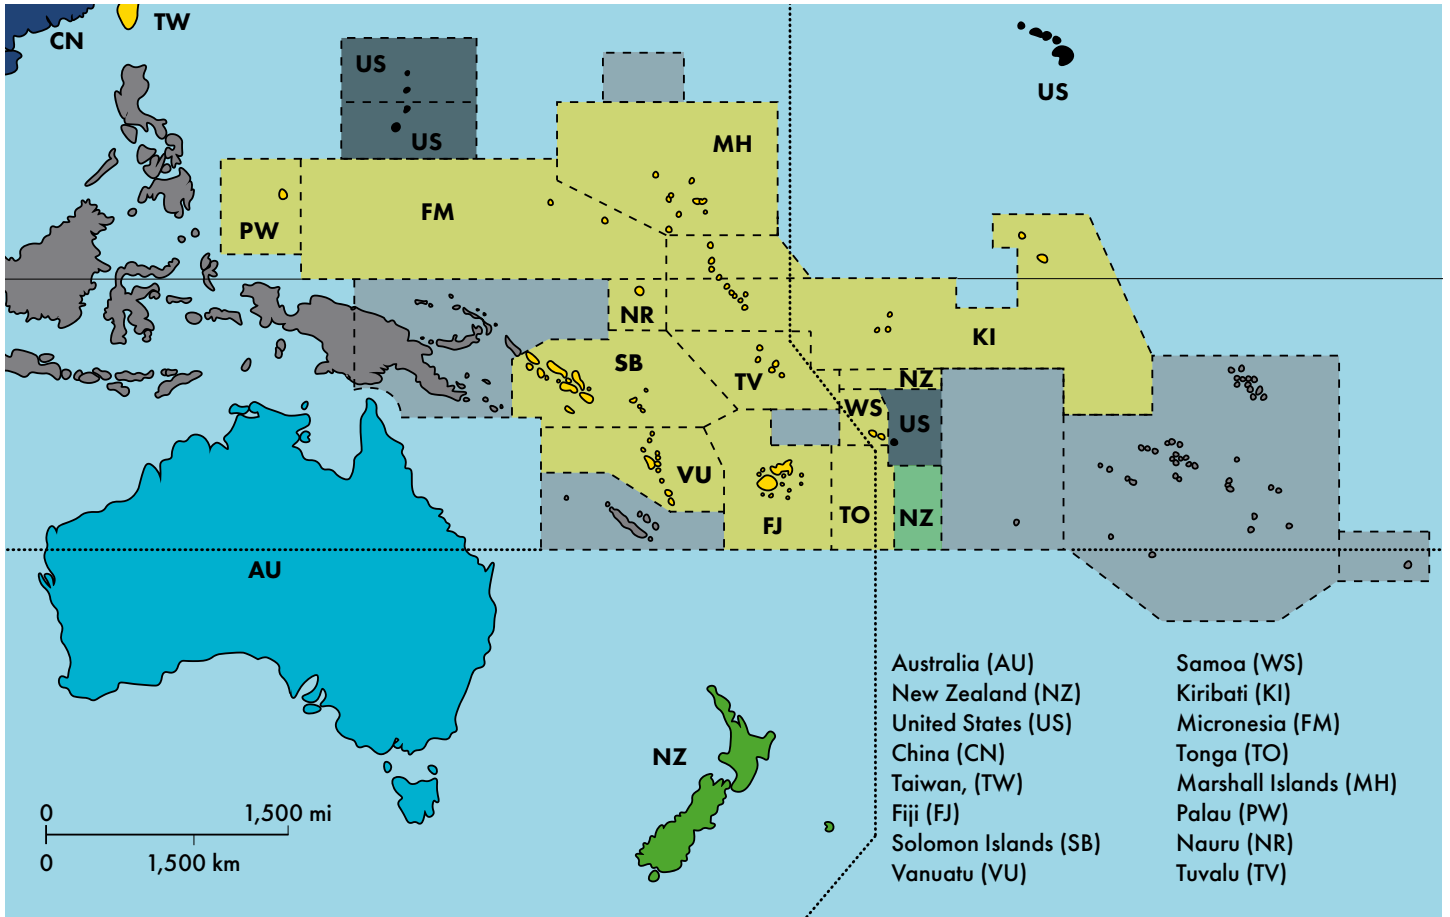 CN
TW
US
US
US
MH
PW
FM
NR
SB
TV
KI
NZ
WS
US
VU
FJ
TO
NZ
AU
NZ
Australia (AU)
New Zealand (NZ)
United States (US)
China (CN)
Taiwan, (TW)
Fiji (FJ)
Solomon Islands (SB)
Vanuatu (VU)
Samoa (WS)
Kiribati (KI)
Micronesia (FM)
Tonga (TO)
Marshall Islands (MH)
Palau (PW)
Nauru (NR)
Tuvalu (TV)
0 1,500 mi
0 1,500 km